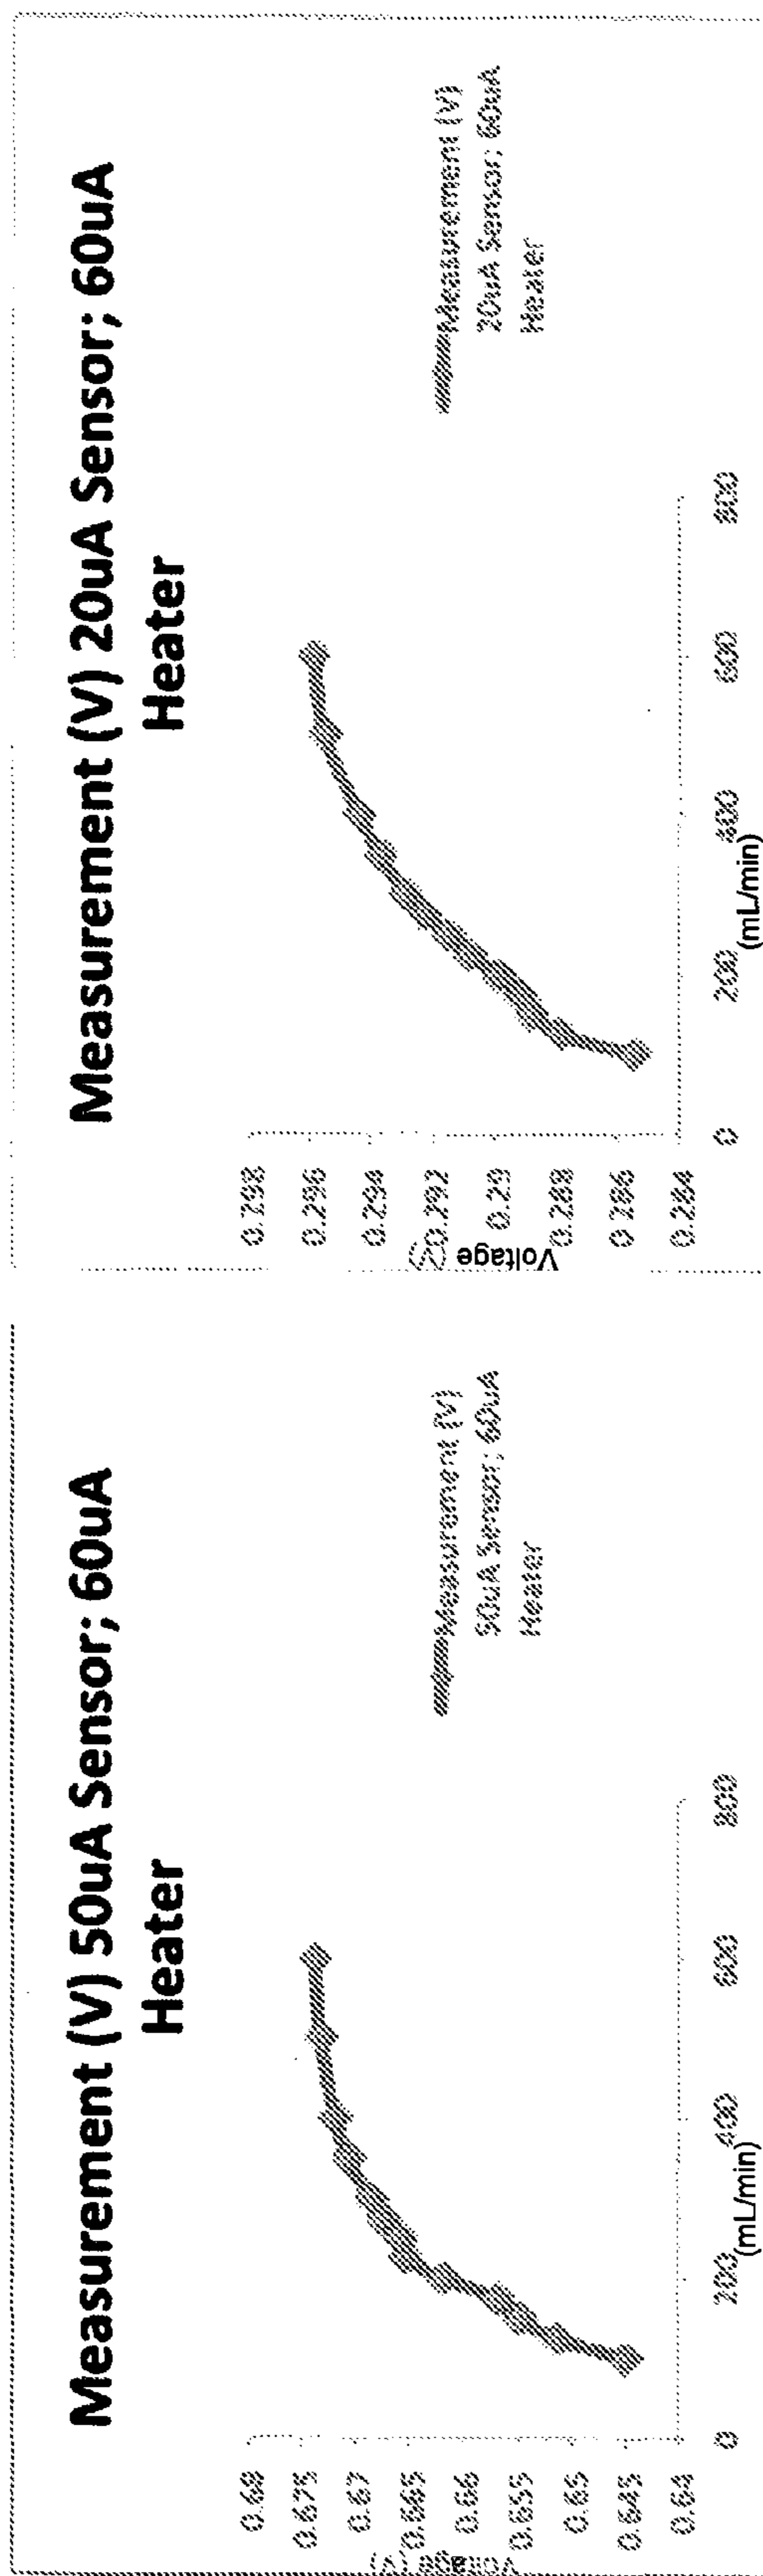 Measurement (V) 50uA Sensor; 60uA
Heater
0.68
0.675
0.67
0.665
0.66
0.655
0.65
0.645
0.64
Voltage (V)
0
200
400
600
800
(mL/min)
Measurement (V)
50uA Sensor; 60uA
Heater
Measurement (V) 20uA Sensor; 60uA
Heater
0.298
0.296
0.294
0.292
0.29
0.288
0.286
0.284
Voltage (V)
0
200
400
600
800
(mL/min)
Measurement (V)
20uA Sensor; 60uA
Heater